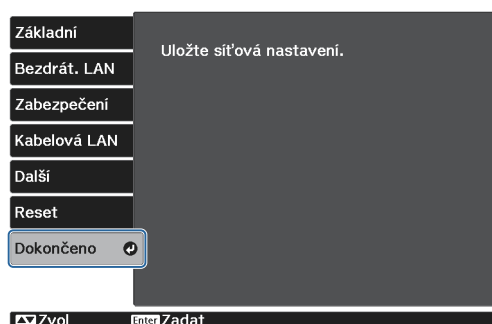 Základní
Bezdrát. LAN
Zabezpečení
Kabelová LAN
Další
Reset
Dokončeno
Uložte síťová nastavení.
Zvol Enter Zadat